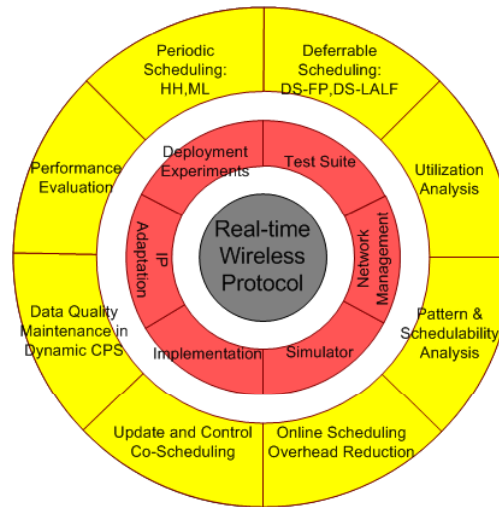 Periodic
Scheduling:
HH,ML
Deferrable
Scheduling:
DS-FP,DS-LALF
Performance
Evaluation
Utilization
Analysis
Deployment
Experiments
Test Suite
IP
Adaptation
Real-time
Wireless
Protocol
Network
Management
Data Quality
Maintenance in
Dynamic CPS
Pattern &
Schedulability
Analysis
Implementation
Simulator
Update and Control
Co-Scheduling
Online Scheduling
Overhead Reduction